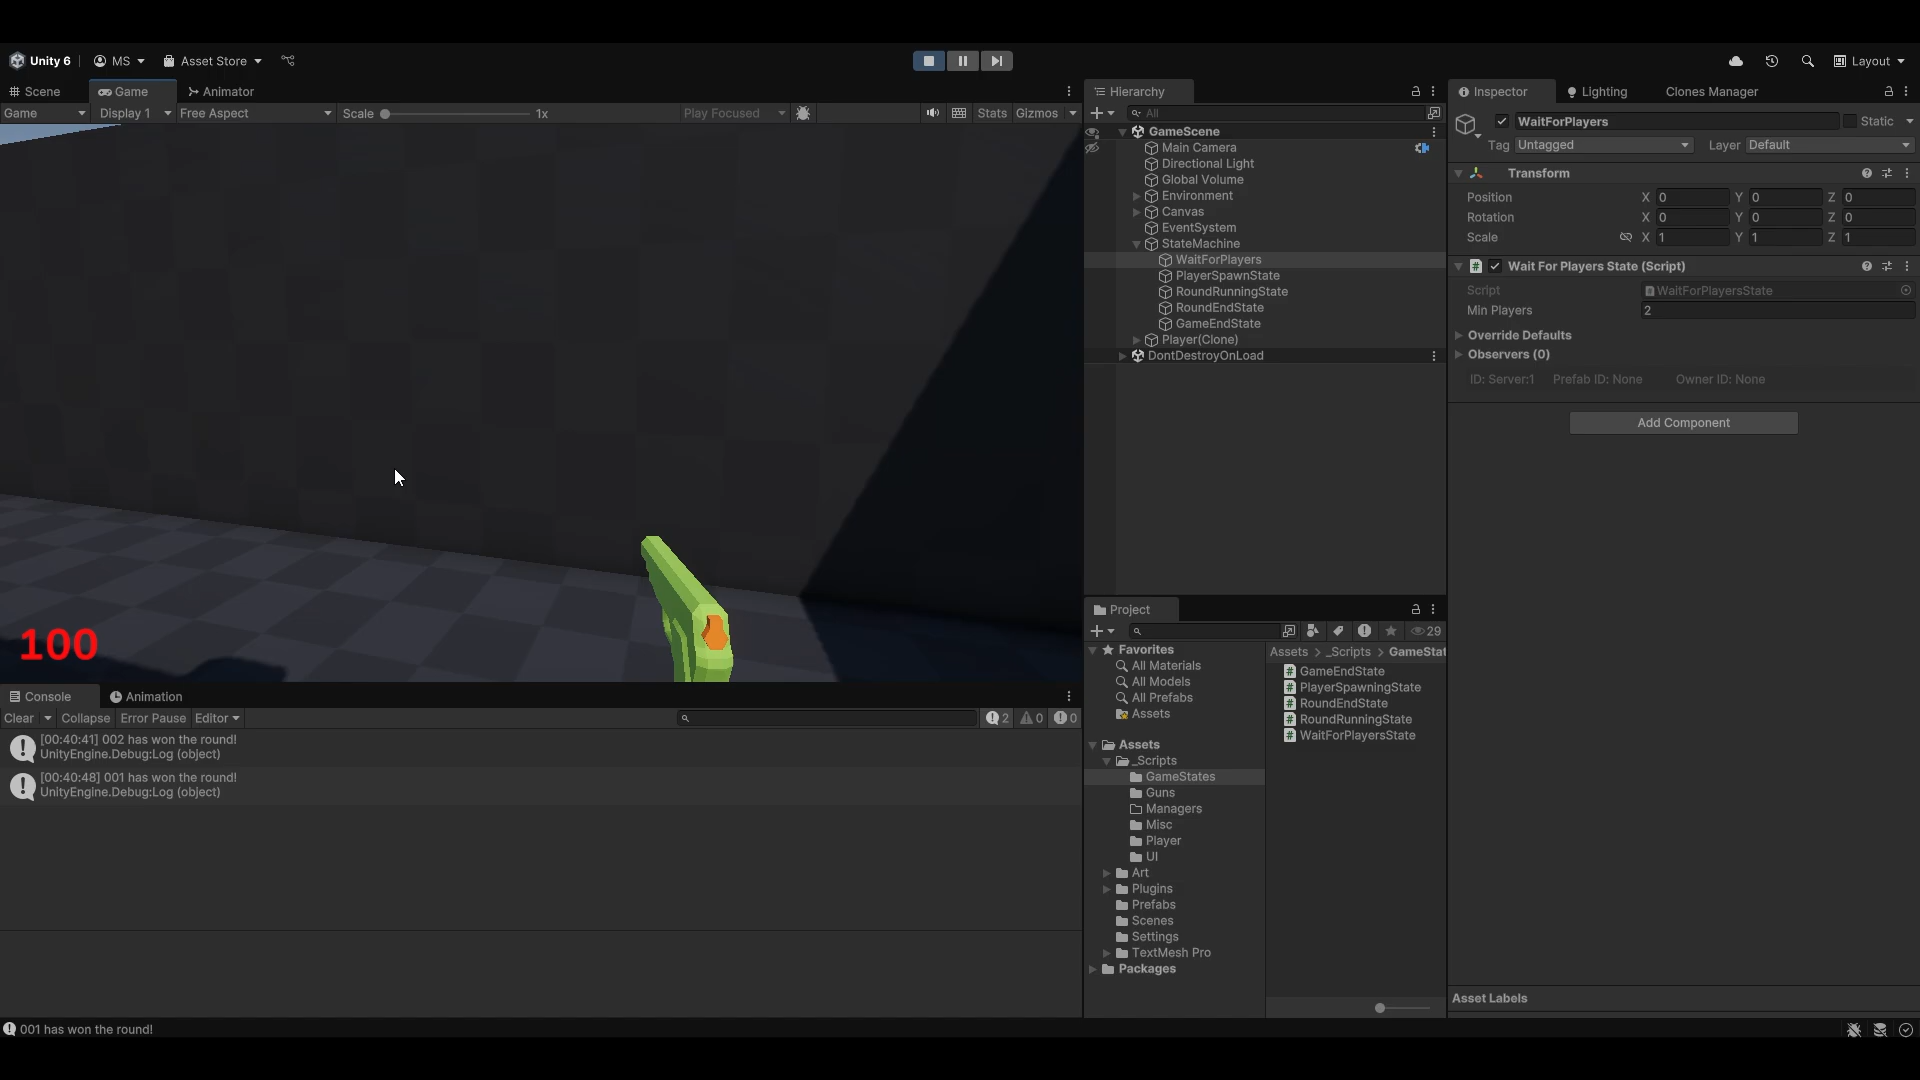 Unity 6
MS
Asset Store
Layout
Scene
Game
Animator
Game
Display 1
Free Aspect
Scale
1x
Play Focused
Stats
Gizmos
100
Console
Animation
Clear
Collapse
Error Pause
Editor
2
0
0
[00:40:41] 002 has won the round!
UnityEngine.Debug:Log (object)
[00:40:48] 001 has won the round!
UnityEngine.Debug:Log (object)
001 has won the round!
Hierarchy
All
GameScene
Main Camera
Directional Light
Global Volume
Environment
Canvas
EventSystem
StateMachine
WaitForPlayers
PlayerSpawnState
RoundRunningState
RoundEndState
GameEndState
Player(Clone)
DontDestroyOnLoad
Project
29
Favorites
All Materials
All Models
All Prefabs
Assets
Assets
_Scripts
GameStates
Guns
Managers
Misc
Player
UI
Art
Plugins
Prefabs
Scenes
Settings
TextMesh Pro
Packages
Assets > _Scripts > GameStat
GameEndState
PlayerSpawningState
RoundEndState
RoundRunningState
WaitForPlayersState
Inspector
Lighting
Clones Manager
WaitForPlayers
Static
Tag Untagged
Layer Default
Transform
Position X 0 Y 0 Z 0
Rotation X 0 Y 0 Z 0
Scale X 1 Y 1 Z 1
Wait For Players State (Script)
Script WaitForPlayersState
Min Players 2
Override Defaults
Observers (0)
ID: Server:1 Prefab ID: None Owner ID: None
Add Component
Asset Labels